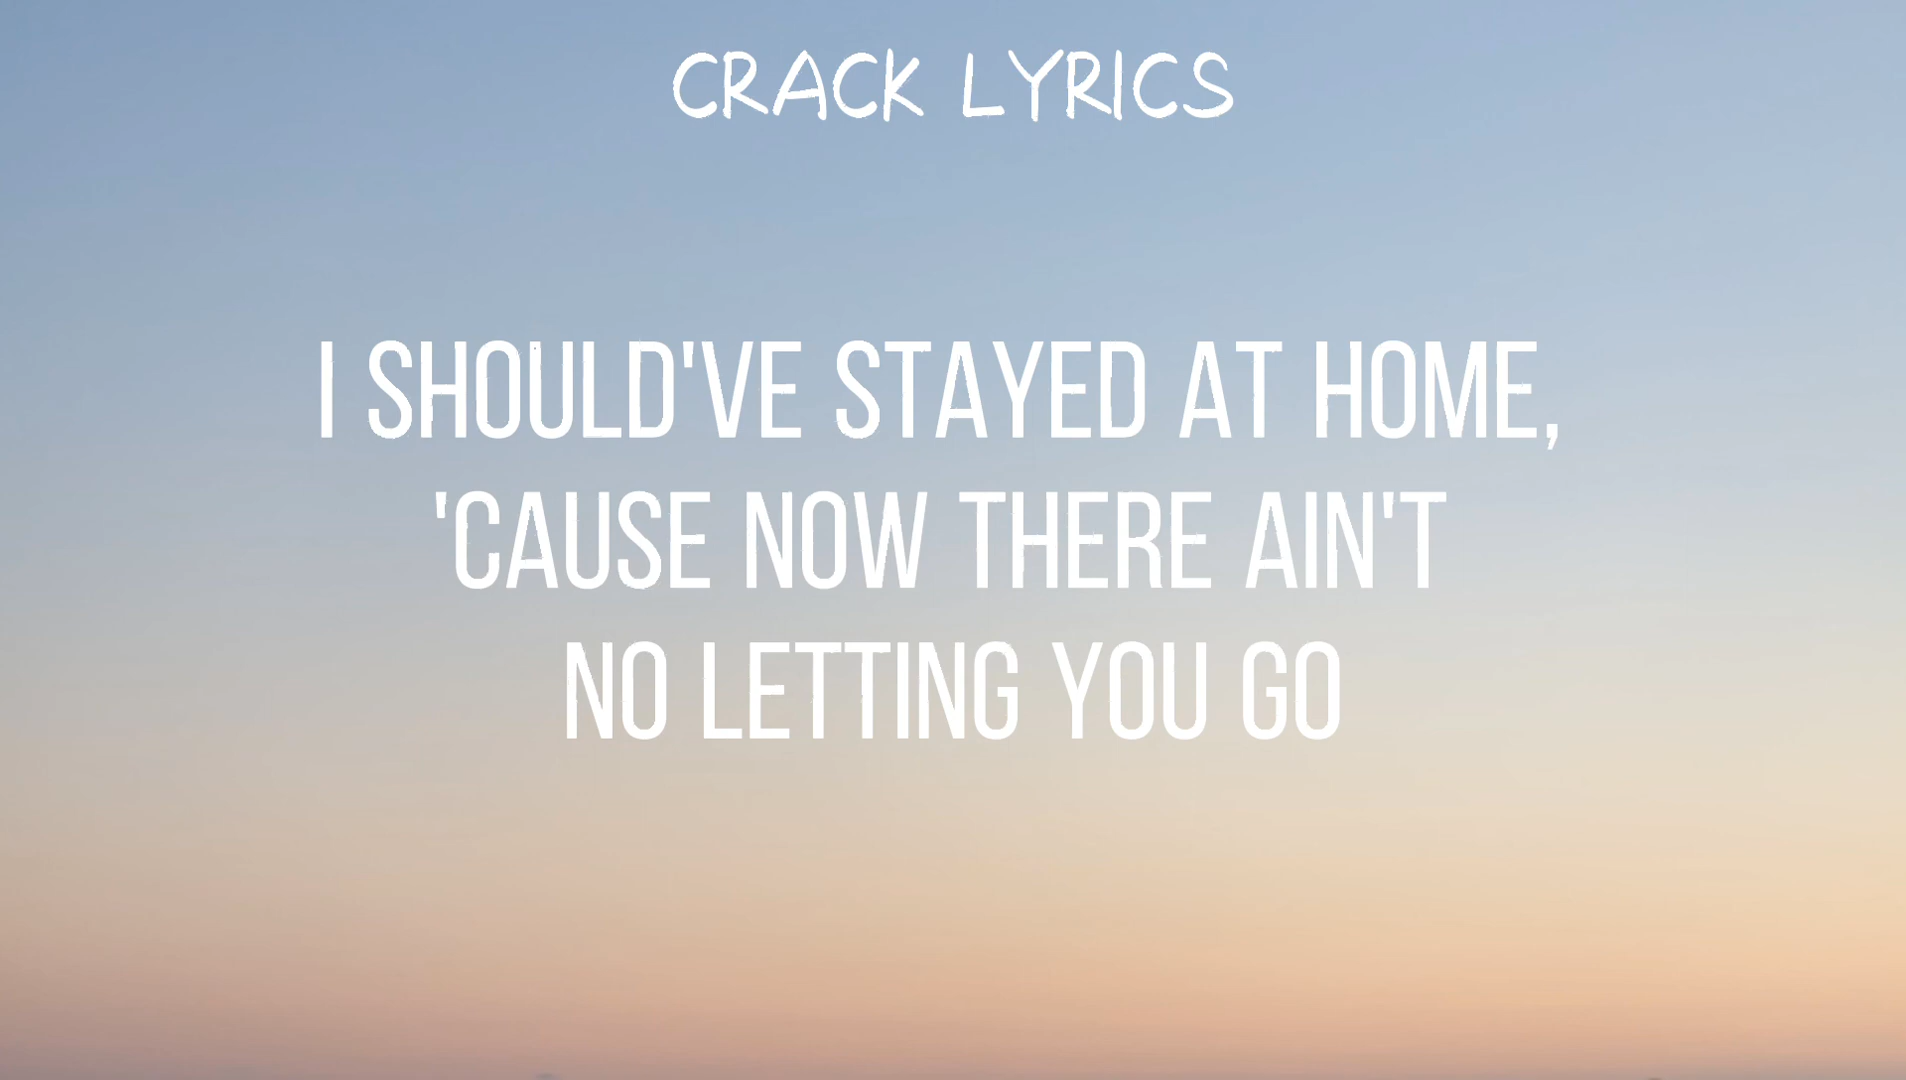 CRACK LYRICS
I SHOULD'VE STAYED AT HOME,
'CAUSE NOW THERE AIN'T
NO LETTING YOU GO